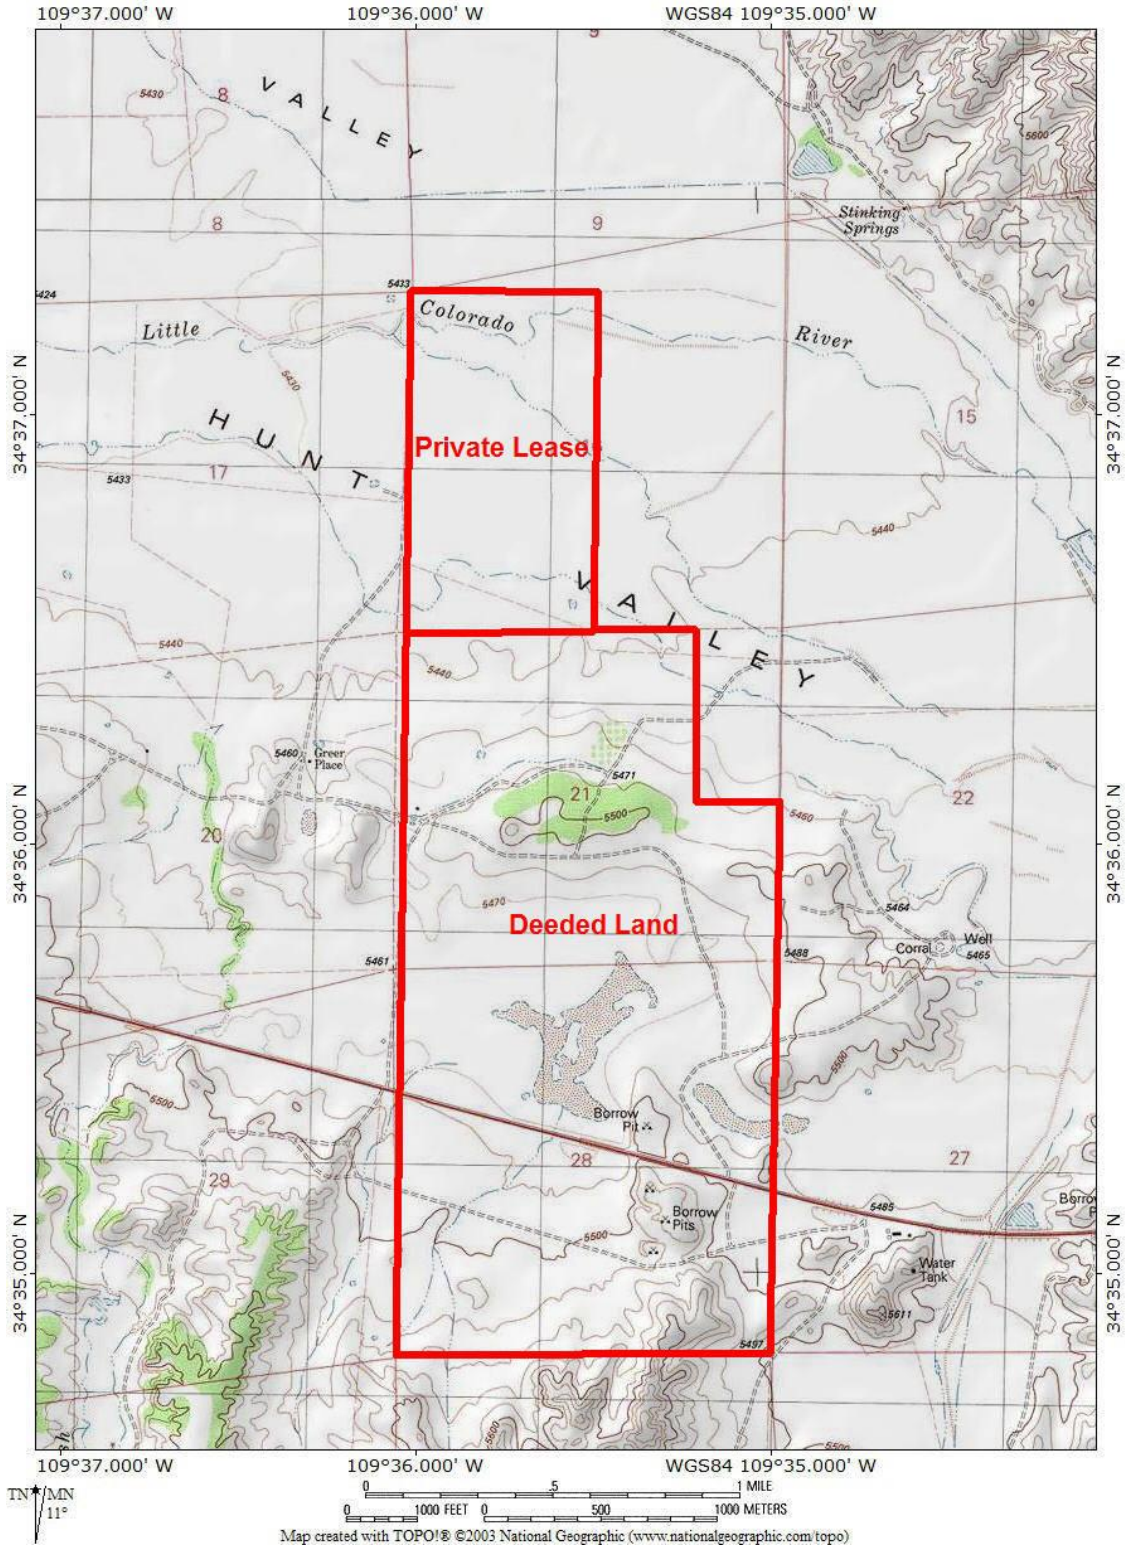 109°37.000' W 109°36.000' W WGS84 109°35.000' W
9
8
5430
VALLEY
5600
8
9
Stinking
Springs
5433
5424
Little
Colorado
River
34°37.000' N
34°37.000' N
5430
15
HUNT
Private Lease
17
5433
5440
VALLEY
5440
5440
5460
Greer
Place
5471
21
5500
22
5460
34°36.000' N
34°36.000' N
20
5470
5464
Deeded Land
Well
Corral
5465
5461
5488
5500
5500
Borrow
Pit
28
27
29
Borrow
Pits
5485
5500
Water
Tank
34°35.000' N
34°35.000' N
5611
5497
5600
5500
109°37.000' W 109°36.000' W WGS84 109°35.000' W
TN MN
11°
0 .5 1 MILE
0 1000 FEET 0 500 1000 METERS
Map created with TOPO!® ©2003 National Geographic (www.nationalgeographic.com/topo)